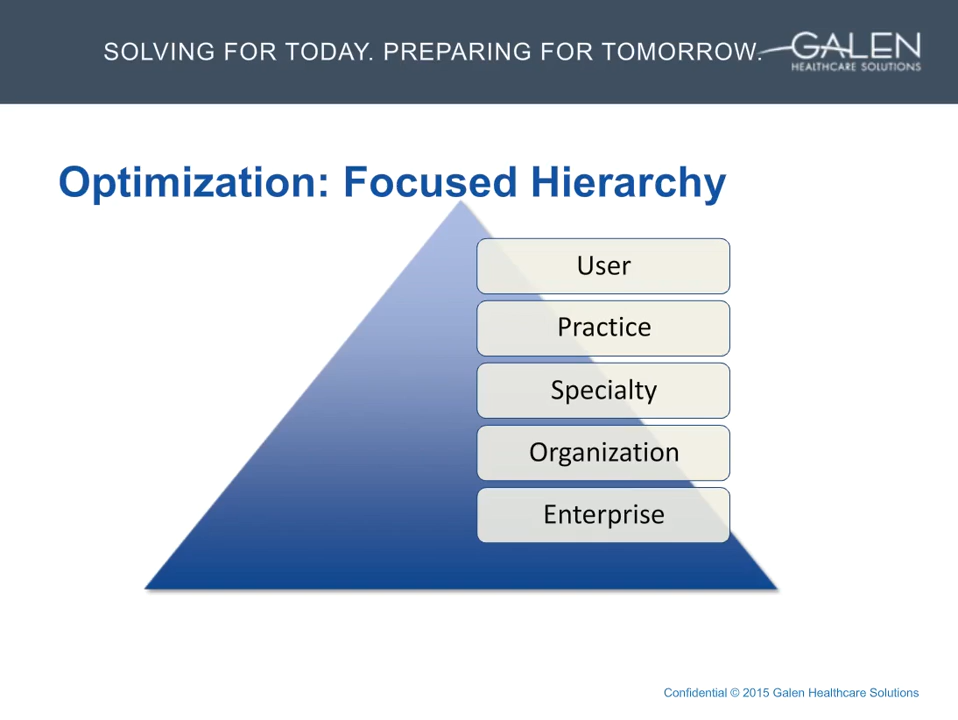 SOLVING FOR TODAY. PREPARING FOR TOMORROW.
GALEN
HEALTHCARE SOLUTIONS
Optimization: Focused Hierarchy
User
Practice
Specialty
Organization
Enterprise
Confidential © 2015 Galen Healthcare Solutions